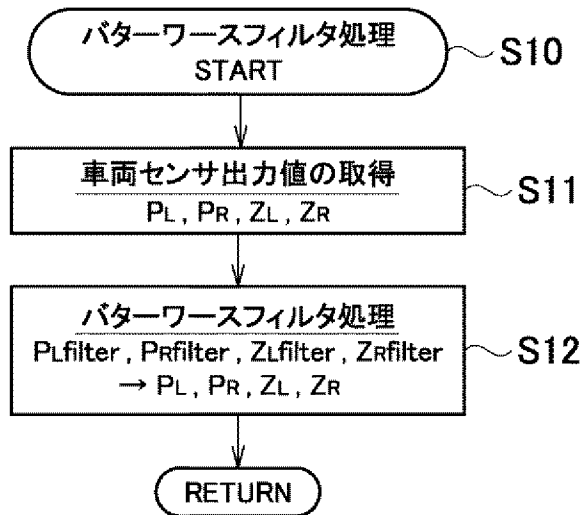 バターワースフィルタ処理
START
S10
車両センサ出力値の取得
PL , PR , ZL , ZR
S11
バターワースフィルタ処理
PLfilter , PRfilter , ZLfilter , ZRfilter
→ PL , PR , ZL , ZR
S12
RETURN